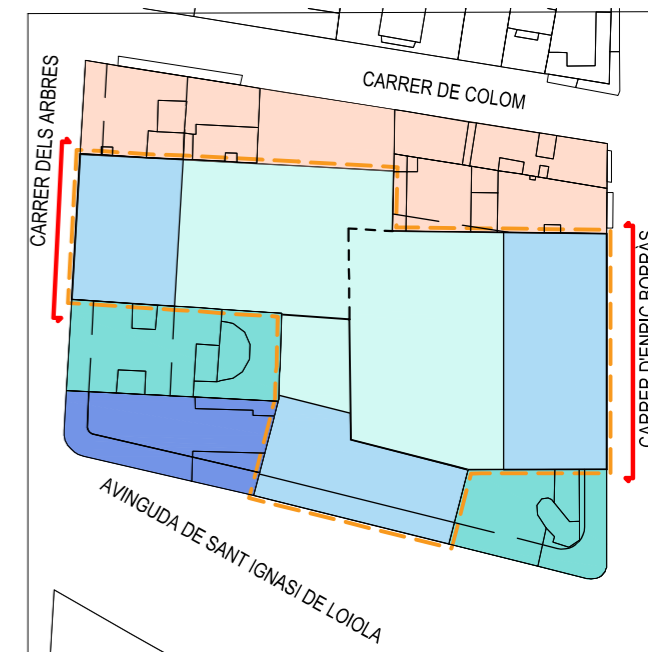 CARRER DE COLOM
CARRER DELS ARBRES
CARRER D'ENRIC BORRÀS
AVINGUDA DE SANT IGNASI DE LOIOLA